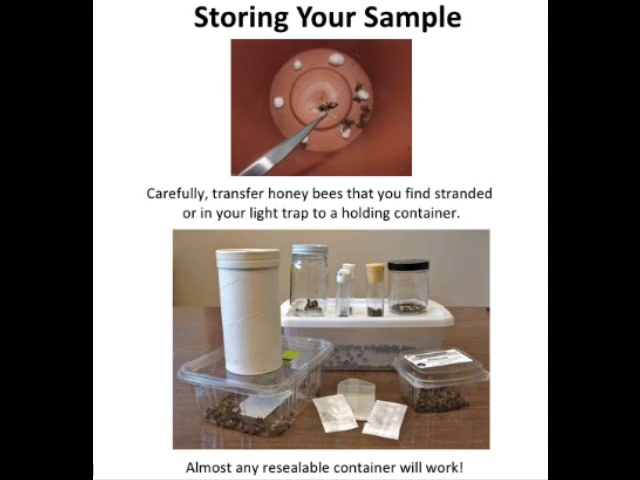 Storing Your Sample
Carefully, transfer honey bees that you find stranded
or in your light trap to a holding container.
Almost any resealable container will work!